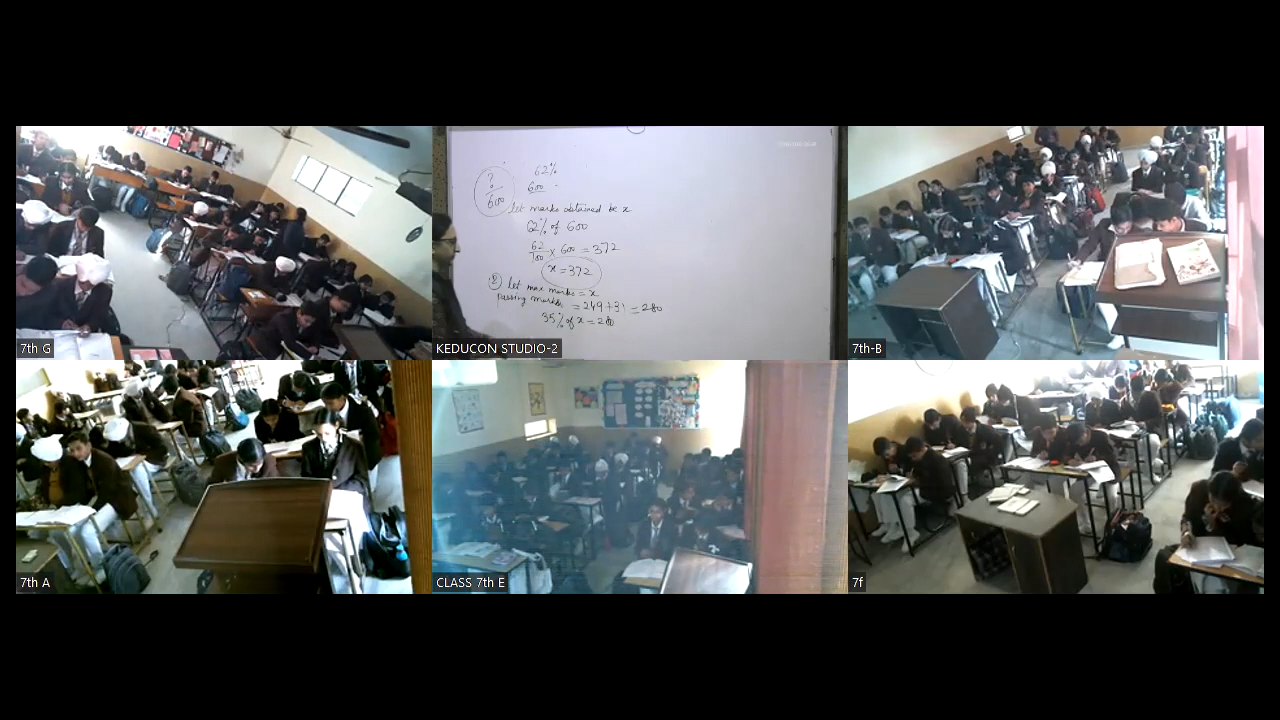 62%
?/600
600
let marks obtained be x
62% of 600
62/100 × 600 = 372
x = 372
② let max marks = x
passing marks = 249 + 31 = 280
35% of x = 280
7th G
KEDUCON STUDIO-2
7th-B
7th A
CLASS 7th E
7f